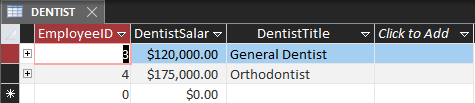 DENTIST
EmployeeID DentistSalar DentistTitle Click to Add
3 $120,000.00 General Dentist
4 $175,000.00 Orthodontist
0 $0.00